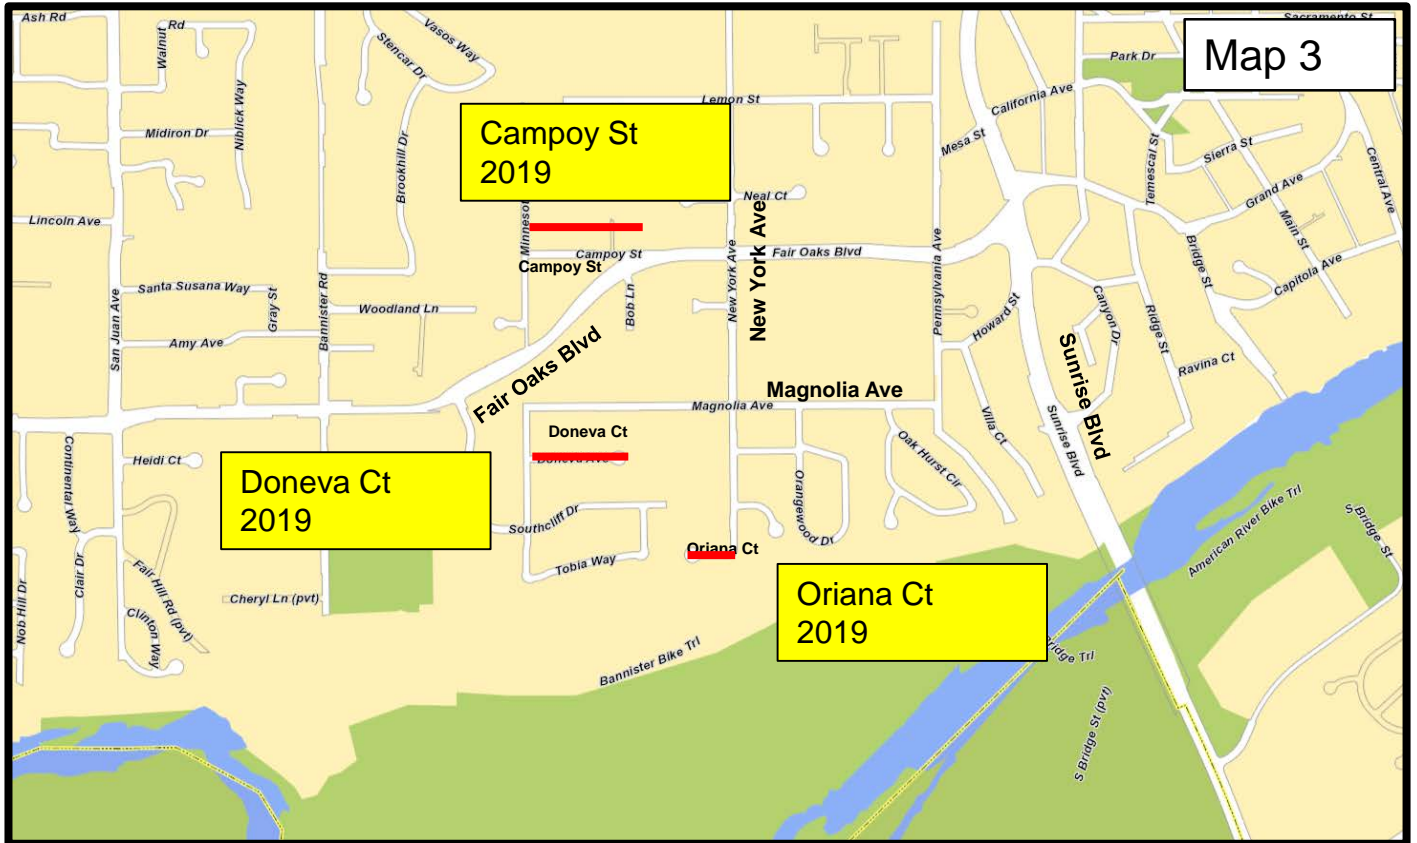 Ash Rd
Rd
Walnut
Niblick Way
Midiron Dr
Lincoln Ave
Stencar Dr
Vasos Way
Brookhill Dr
Campoy St
2019
Lemon St
Mesa St
California Ave
Park Dr
Sacramento St
Map 3
Temescal St
Sierra St
Central Ave
Grand Ave
Main St
Bridge St
Capitola Ave
Neal Ct
New York Ave
New York Ave
Fair Oaks Blvd
Campoy St
Campoy St
Bob Ln
Pennsylvania Ave
Howard St
Canyon Dr
Ridge St
Ravina Ct
Santa Susana Way
Gray St
San Juan Ave
Bannister Rd
Woodland Ln
Amy Ave
Fair Oaks Blvd
Magnolia Ave
Magnolia Ave
Sunrise Blvd
Sunrise Blvd
Villa Ct
Oak Hurst Cir
Doneva Ct
Doneva Ave
Continental Way
Heidi Ct
Doneva Ct
2019
Southcliff Dr
Tobia Way
Oriana Ct
American River Bike Trl
S Bridge St
Nob Hill Dr
Clair Dr
Fair Hill Rd (pvt)
Clinton Way
Cheryl Ln (pvt)
Oriana Ct
2019
Bannister Bike Trl
Bridge Trl
S Bridge St (pvt)